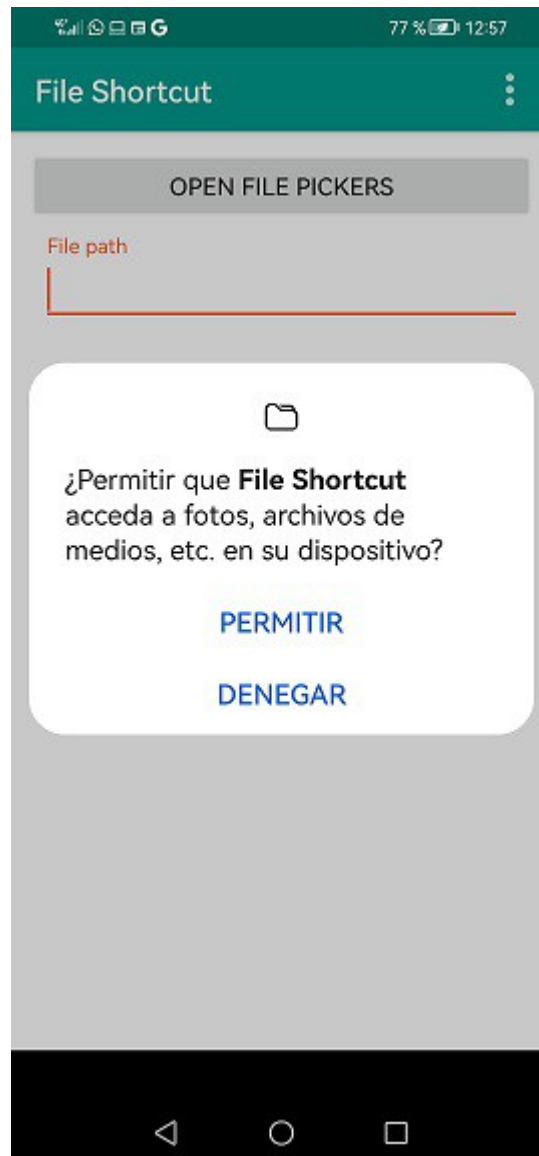 77 % 12:57
File Shortcut
OPEN FILE PICKERS
File path
¿Permitir que File Shortcut
acceda a fotos, archivos de
medios, etc. en su dispositivo?
PERMITIR
DENEGAR